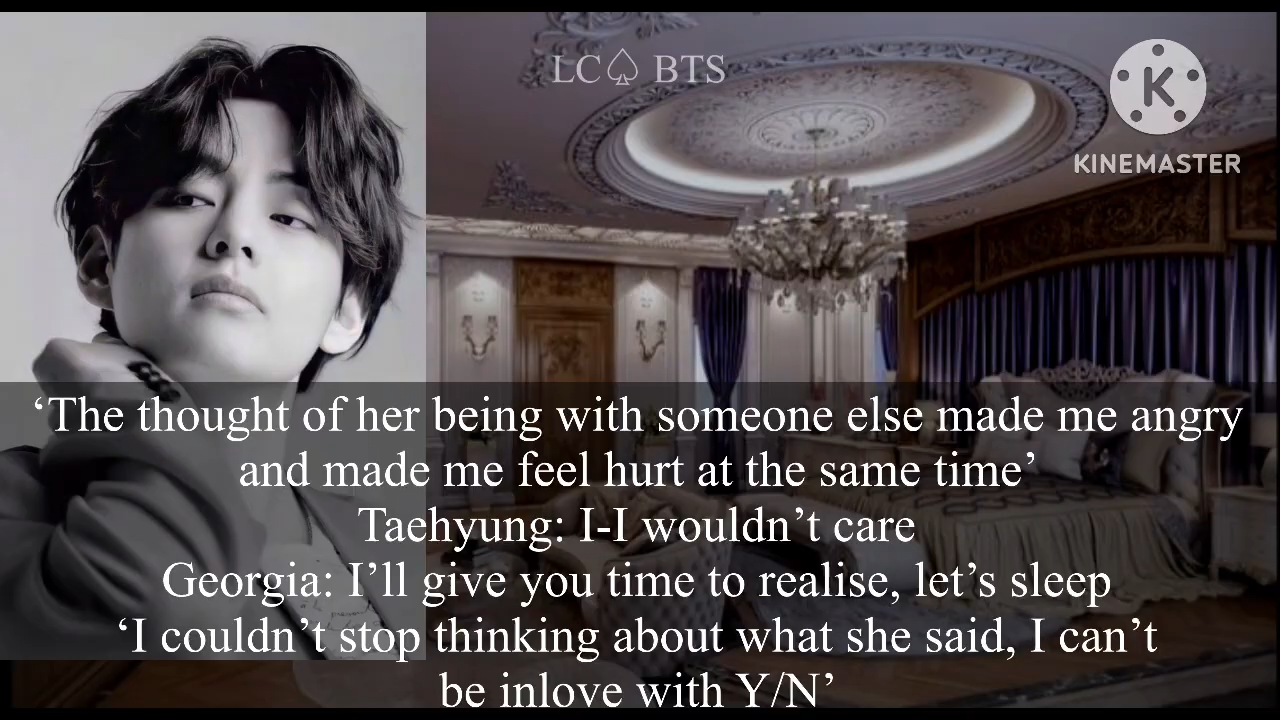 LC♤ BTS
KINEMASTER
‘The thought of her being with someone else made me angry
and made me feel hurt at the same time’
Taehyung: I-I wouldn’t care
Georgia: I’ll give you time to realise, let’s sleep
‘I couldn’t stop thinking about what she said, I can’t
be inlove with Y/N’